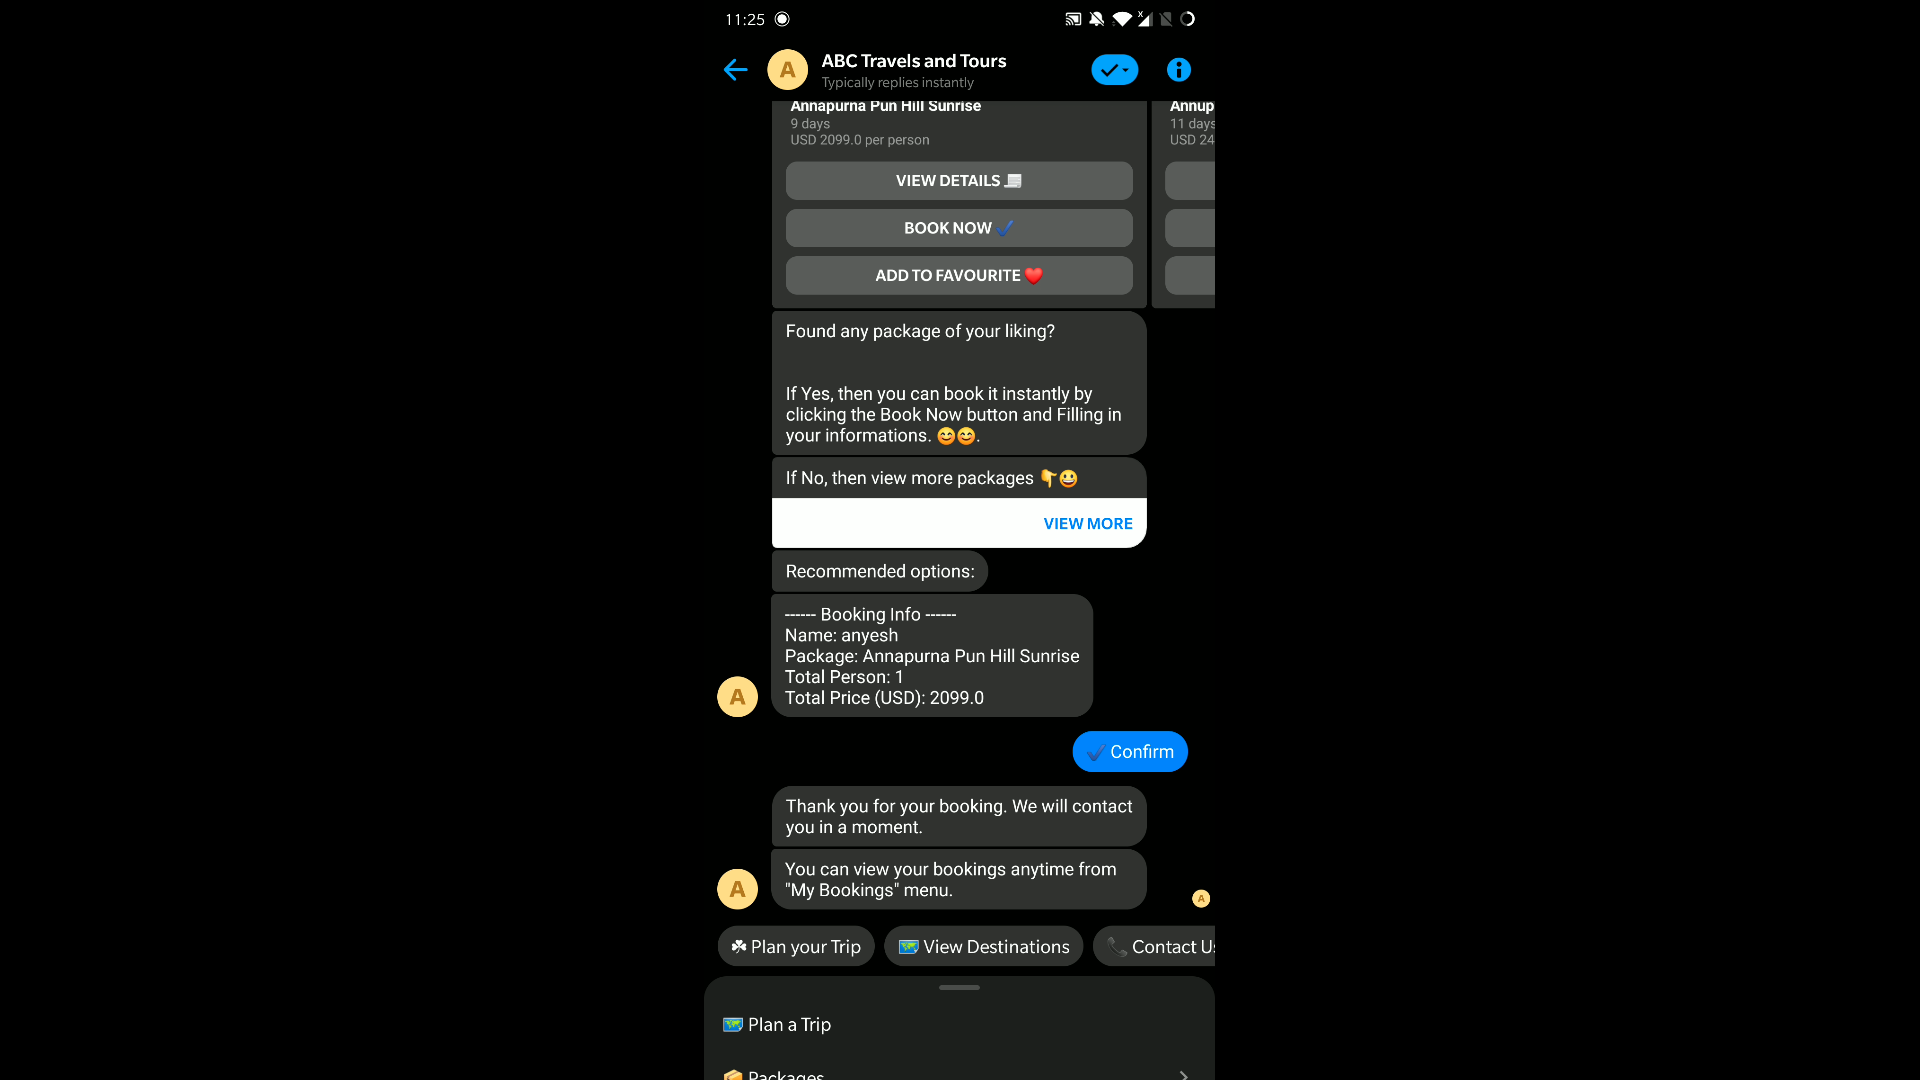 11:25
A
ABC Travels and Tours
Typically replies instantly
Annapurna Pun Hill Sunrise
9 days
USD 2099.0 per person
VIEW DETAILS
BOOK NOW
ADD TO FAVOURITE
Annup
11 days
USD 24
Found any package of your liking?
If Yes, then you can book it instantly by
clicking the Book Now button and Filling in
your informations. 😊😊.
If No, then view more packages 👇😃
VIEW MORE
Recommended options:
------ Booking Info ------
Name: anyesh
Package: Annapurna Pun Hill Sunrise
Total Person: 1
Total Price (USD): 2099.0
A
✔ Confirm
Thank you for your booking. We will contact
you in a moment.
You can view your bookings anytime from
"My Bookings" menu.
A
A
☘ Plan your Trip
🗺 View Destinations
📞 Contact Us
🗺 Plan a Trip
📦 Packages